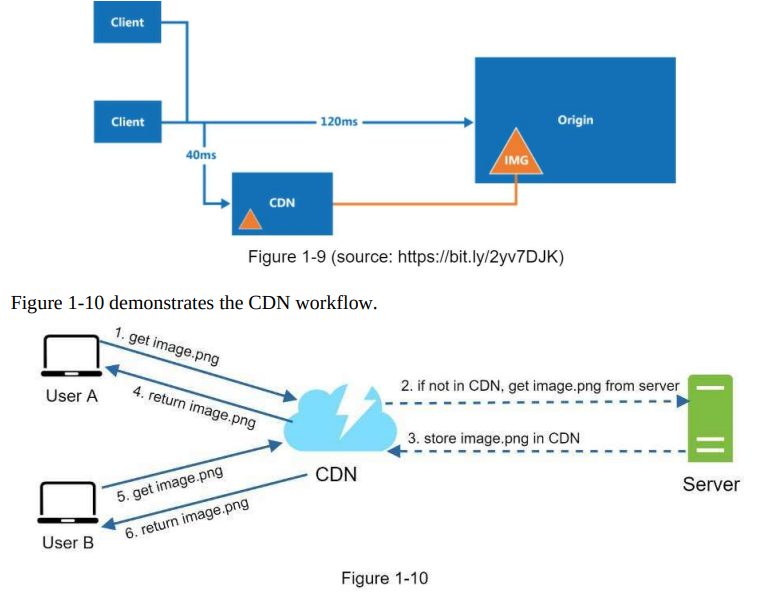 Client
Client
120ms
Origin
40ms
IMG
CDN
Figure 1-9 (source: https://bit.ly/2yv7DJK)
Figure 1-10 demonstrates the CDN workflow.
1. get image.png
User A
4. return image.png
2. if not in CDN, get image.png from server
3. store image.png in CDN
CDN
Server
5. get image.png
6. return image.png
User B
Figure 1-10